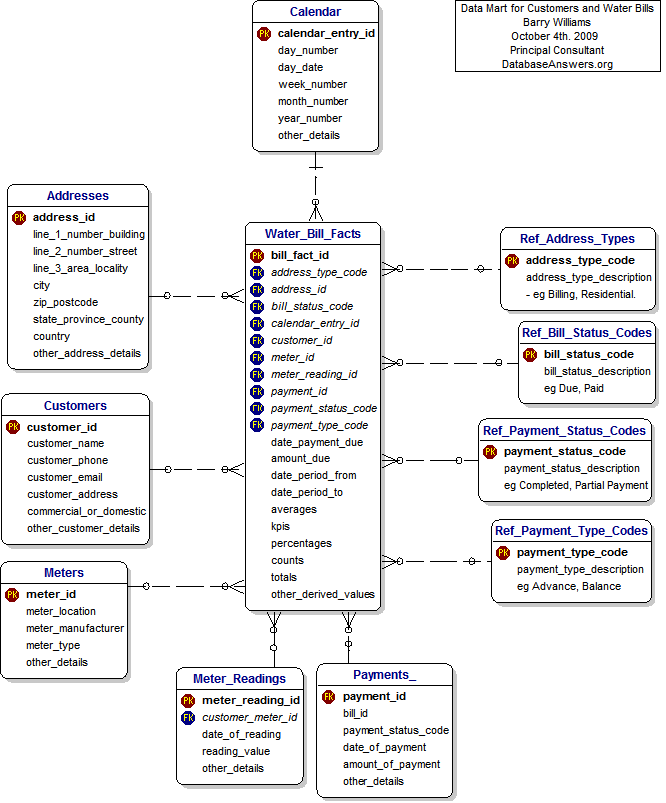 Calendar
PK calendar_entry_id
day_number
day_date
week_number
month_number
year_number
other_details
Data Mart for Customers and Water Bills
Barry Williams
October 4th. 2009
Principal Consultant
DatabaseAnswers.org
Addresses
PK address_id
line_1_number_building
line_2_number_street
line_3_area_locality
city
zip_postcode
state_province_county
country
other_address_details
Customers
PK customer_id
customer_name
customer_phone
customer_email
customer_address
commercial_or_domestic
other_customer_details
Meters
PK meter_id
meter_location
meter_manufacturer
meter_type
other_details
Water_Bill_Facts
PK bill_fact_id
Fk address_type_code
Fk address_id
Fk bill_status_code
Fk calendar_entry_id
Fk customer_id
Fk meter_id
Fk meter_reading_id
Fk payment_id
Fk payment_status_code
Fk payment_type_code
date_payment_due
amount_due
date_period_from
date_period_to
averages
kpis
percentages
counts
totals
other_derived_values
Ref_Address_Types
PK address_type_code
address_type_description
- eg Billing, Residential.
Ref_Bill_Status_Codes
PK bill_status_code
bill_status_description
eg Due, Paid
Ref_Payment_Status_Codes
PK payment_status_code
payment_status_description
eg Completed, Partial Payment
Ref_Payment_Type_Codes
PK payment_type_code
payment_type_description
eg Advance, Balance
Meter_Readings
PK meter_reading_id
Fk customer_meter_id
date_of_reading
reading_value
other_details
Payments_
Fk payment_id
bill_id
payment_status_code
date_of_payment
amount_of_payment
other_details